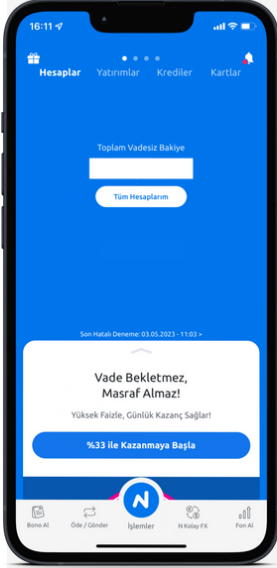 16:11
Hesaplar
Yatırımlar
Krediler
Kartlar
Toplam Vadesiz Bakiye
Tüm Hesaplarım
Son Hatalı Deneme: 03.05.2023 - 11:03 >
Vade Bekletmez,
Masraf Almaz!
Yüksek Faizle, Günlük Kazanç Sağlar!
%33 ile Kazanmaya Başla
N
Bono Al
Öde / Gönder
İşlemler
N Kolay FX
Fon Al